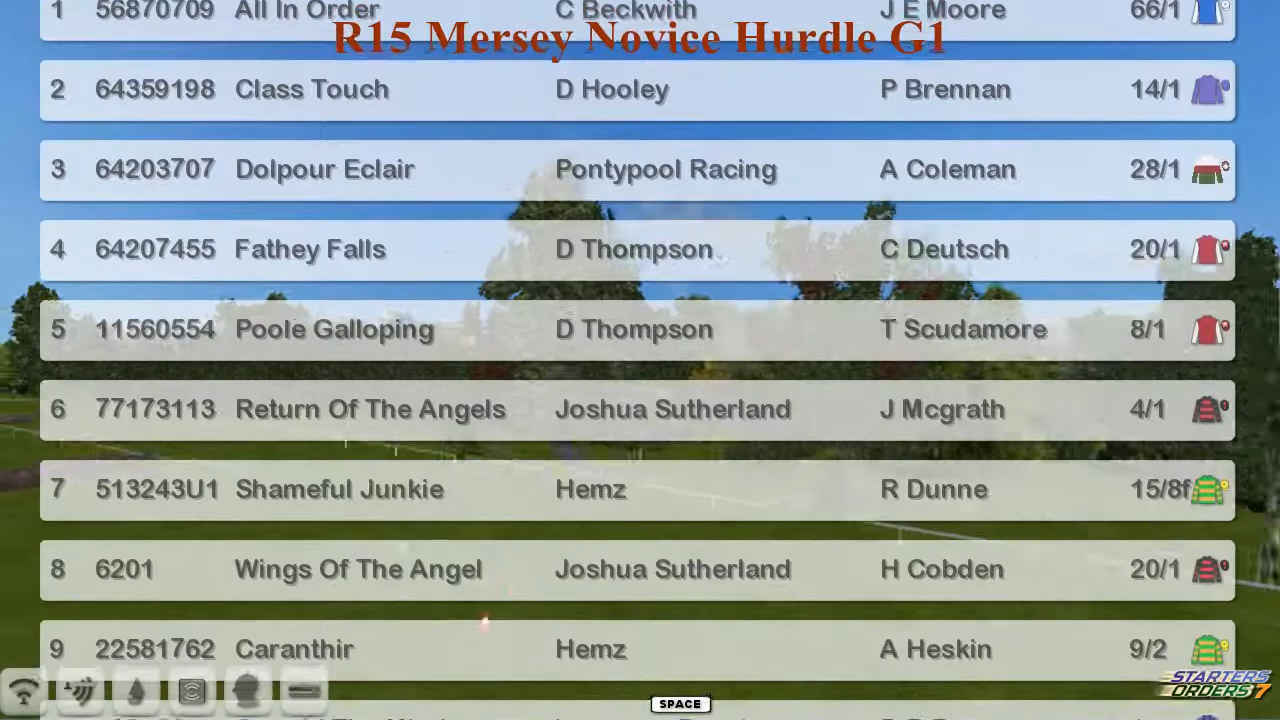 1 56870709 All In Order C Beckwith J E Moore 66/1
R15 Mersey Novice Hurdle G1
2 64359198 Class Touch D Hooley P Brennan 14/1
3 64203707 Dolpour Eclair Pontypool Racing A Coleman 28/1
4 64207455 Fathey Falls D Thompson C Deutsch 20/1
5 11560554 Poole Galloping D Thompson T Scudamore 8/1
6 77173113 Return Of The Angels Joshua Sutherland J Mcgrath 4/1
7 513243U1 Shameful Junkie Hemz R Dunne 15/8f
8 6201 Wings Of The Angel Joshua Sutherland H Cobden 20/1
9 22581762 Caranthir Hemz A Heskin 9/2
STARTERS
ORDERS 7
SPACE